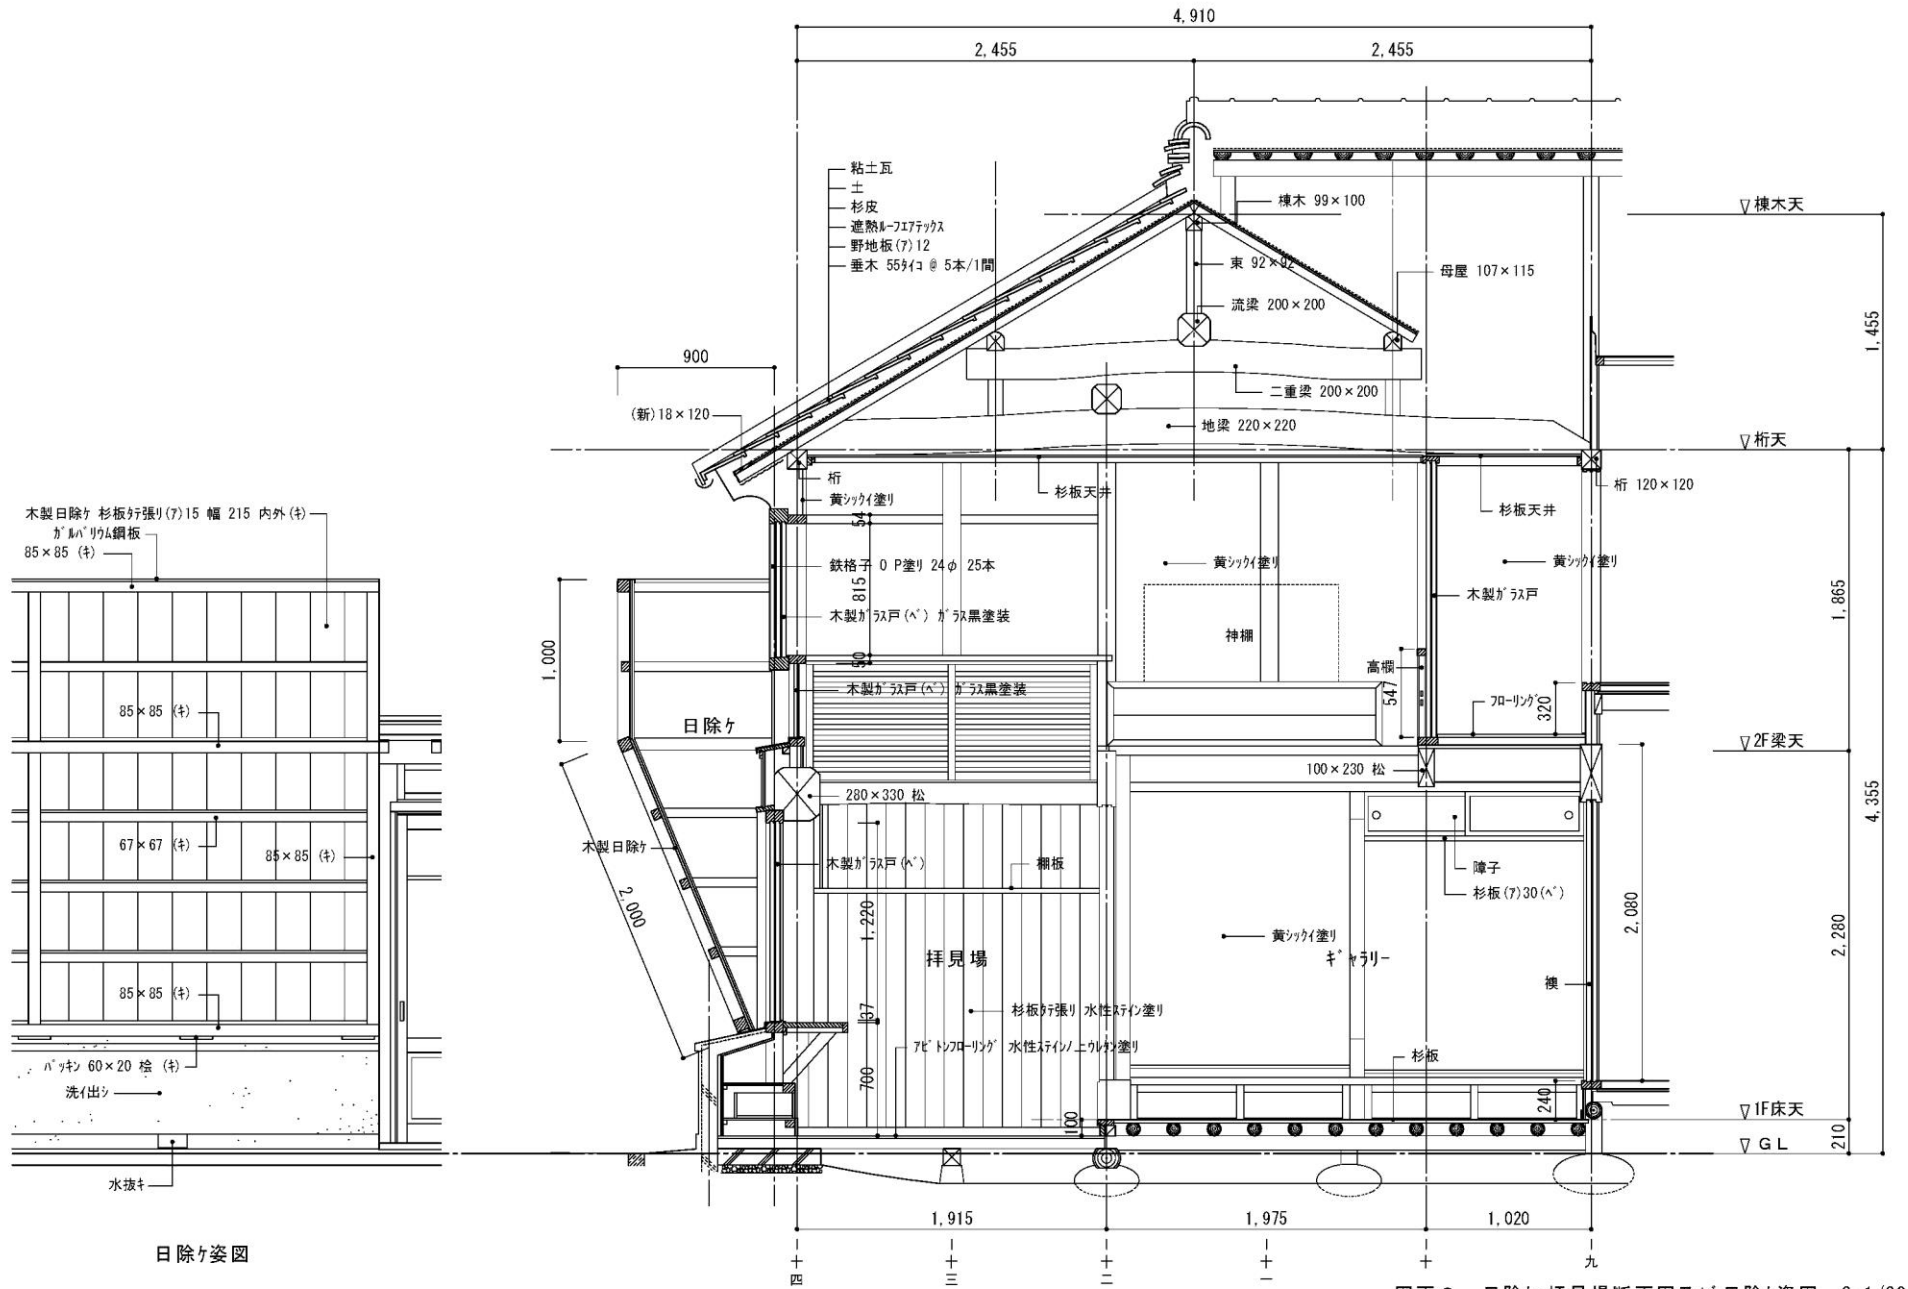 4,910
2,455
2,455
粘土瓦
土
杉皮
遮熱ﾙｰﾌｴｱﾃｯｸｽ
野地板(ｱ)12
垂木 55ﾀｲｺ @ 5本/1間
棟木 99×100
▽棟木天
束 92×92
母屋 107×115
流梁 200×200
1,455
900
二重梁 200×200
(新)18×120
地梁 220×220
▽桁天
桁
杉板天井
杉板天井
桁 120×120
黄ｼｯｸｲ塗ﾘ
54
木製日除ｹ 杉板ﾀﾃ張ﾘ(ｱ)15 幅 215 内外(ｷ)
ｶﾞﾙﾊﾞﾘｳﾑ鋼板
85×85 (ｷ)
鉄格子 O P塗ﾘ 24φ 25本
黄ｼｯｸｲ塗ﾘ
黄ｼｯｸｲ塗ﾘ
815
木製ｶﾞﾗｽ戸
1,865
木製ｶﾞﾗｽ戸(ﾍﾞ) ｶﾞﾗｽ黒塗装
神棚
1,000
50
高欄
547
木製ｶﾞﾗｽ戸(ﾍﾞ) ｶﾞﾗｽ黒塗装
ﾌﾛｰﾘﾝｸﾞ
320
85×85 (ｷ)
日除ケ
▽2F梁天
100×230 松
280×330 松
4,355
67×67 (ｷ)
85×85 (ｷ)
木製日除ｹ
木製ｶﾞﾗｽ戸(ﾍﾞ)
棚板
障子
杉板(ｱ)30(ﾍﾞ)
2,000
1,220
2,080
2,280
黄ｼｯｸｲ塗ﾘ
拝見場
ｷﾞｬﾗﾘｰ
襖
85×85 (ｷ)
37
杉板ﾀﾃ張ﾘ 水性ｽﾃｲﾝ塗ﾘ
ｱﾋﾟﾄﾝﾌﾛｰﾘﾝｸﾞ 水性ｽﾃｲﾝﾉ上ｳﾚﾀﾝ塗ﾘ
杉板
ﾊﾟｯｷﾝ 60×20 桧 (ｷ)
洗ｲ出ｼ
700
100
240
▽1F床天
210
▽GL
水抜ｷ
1,915
1,975
1,020
日除ｹ姿図
十四
十三
十二
十一
十
九